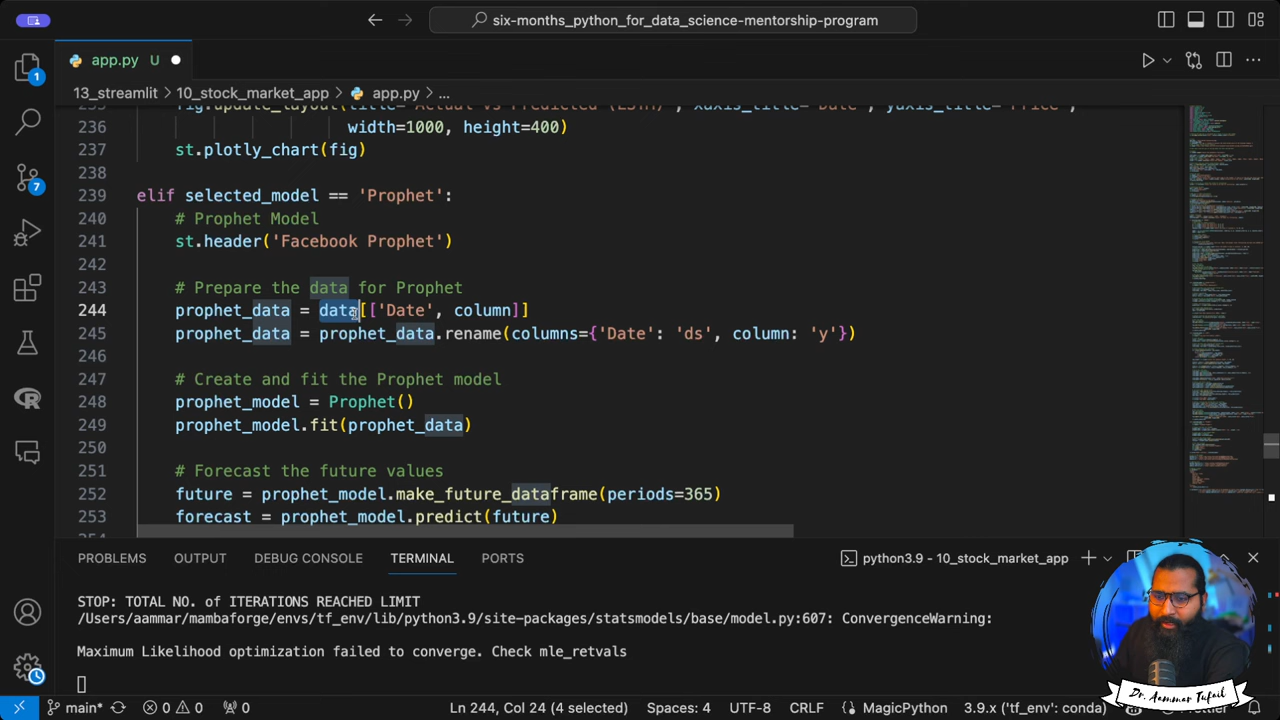 six-months_python_for_data_science-mentorship-program
app.py U
13_streamlit > 10_stock_market_app > app.py > ...
236 width=1000, height=400)
237 st.plotly_chart(fig)
238
239 elif selected_model == 'Prophet':
240 # Prophet Model
241 st.header('Facebook Prophet')
242
243 # Prepare the data for Prophet
244 prophet_data = data[['Date', column]
245 prophet_data = prophet_data.rename(columns={'Date': 'ds', column: 'y'})
246
247 # Create and fit the Prophet model
248 prophet_model = Prophet()
249 prophet_model.fit(prophet_data)
250
251 # Forecast the future values
252 future = prophet_model.make_future_dataframe(periods=365)
253 forecast = prophet_model.predict(future)
PROBLEMS OUTPUT DEBUG CONSOLE TERMINAL PORTS
python3.9 - 10_stock_market_app
STOP: TOTAL NO. of ITERATIONS REACHED LIMIT
/Users/aammar/mambaforge/envs/tf_env/lib/python3.9/site-packages/statsmodels/base/model.py:607: ConvergenceWarning:
Maximum Likelihood optimization failed to converge. Check mle_retvals
Dr. Aammar Tufail
main* 0 0 0 Ln 244, Col 24 (4 selected) Spaces: 4 UTF-8 CRLF MagicPython 3.9.x ('tf_env': conda) Prettier
1
7